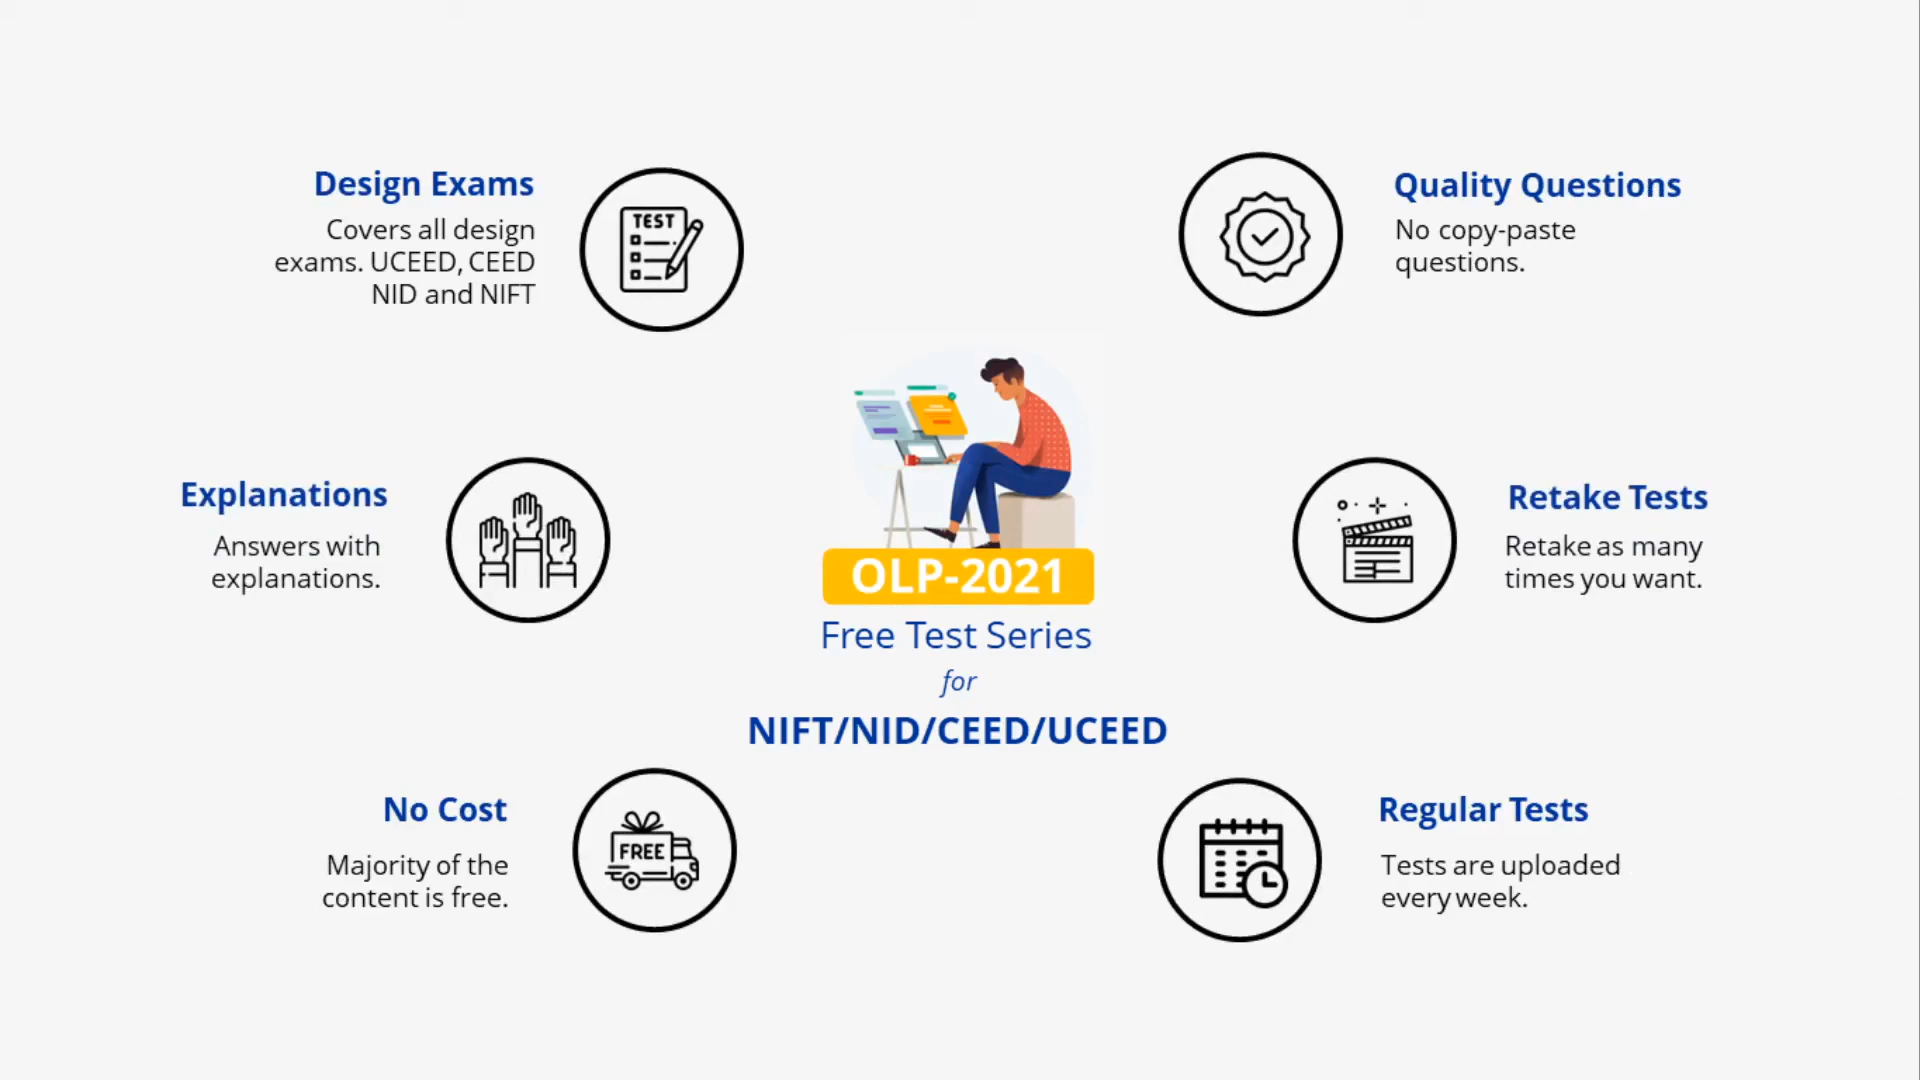 Design Exams
Covers all design
exams. UCEED, CEED
NID and NIFT
TEST
Quality Questions
No copy-paste
questions.
Explanations
Answers with
explanations.
Retake Tests
Retake as many
times you want.
OLP-2021
Free Test Series
for
NIFT/NID/CEED/UCEED
No Cost
Majority of the
content is free.
FREE
Regular Tests
Tests are uploaded
every week.